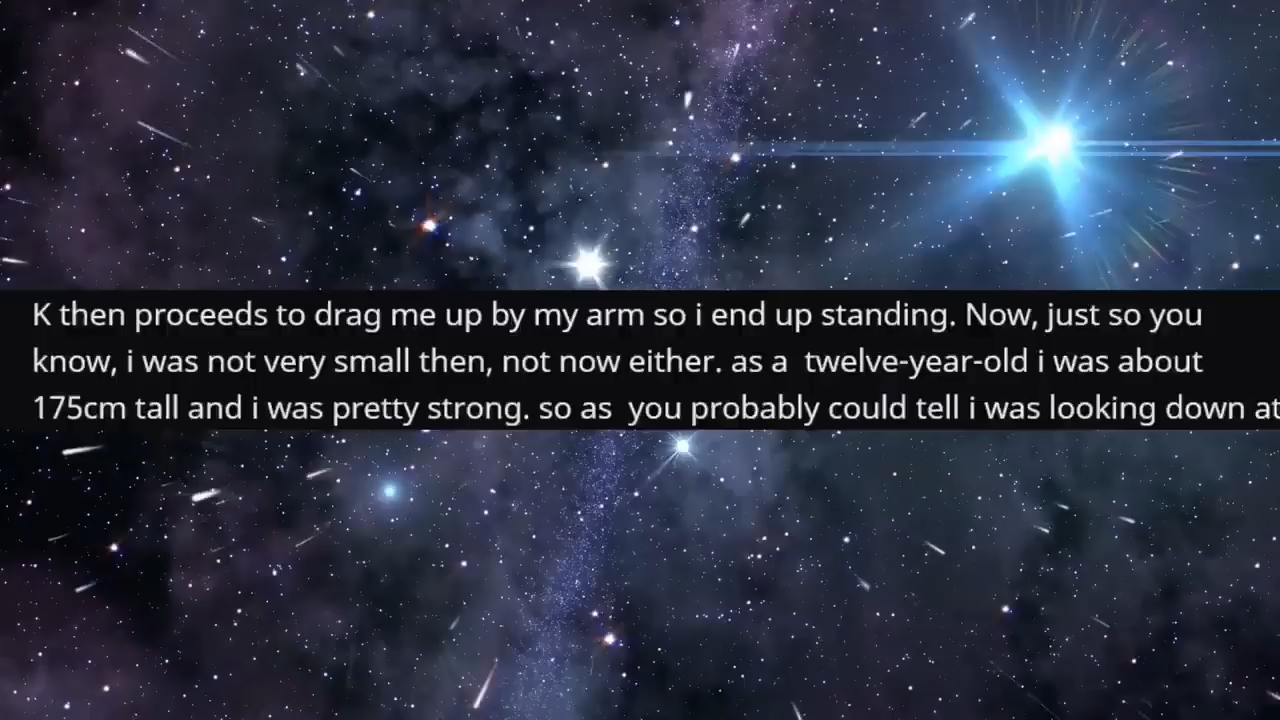 K then proceeds to drag me up by my arm so i end up standing. Now, just so you
know, i was not very small then, not now either. as a  twelve-year-old i was about
175cm tall and i was pretty strong. so as  you probably could tell i was looking down at